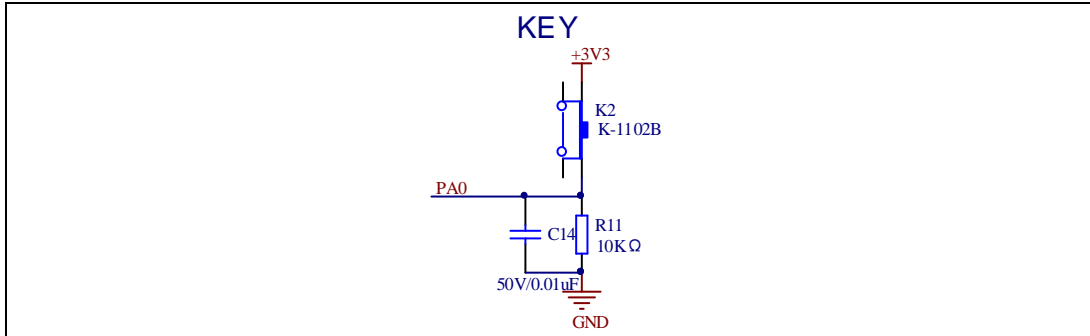 KEY
+3V3
K2
K-1102B
PA0
C14
R11
10KΩ
50V/0.01uF
GND